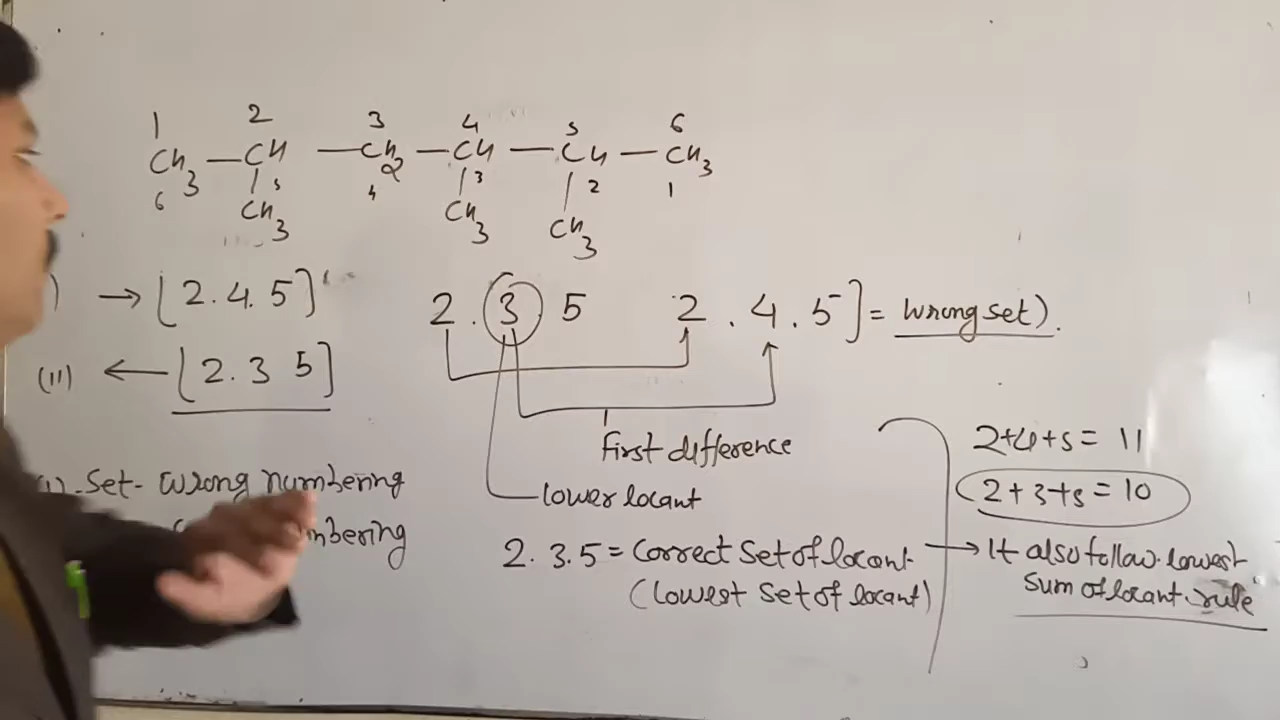 1 2 3 4 5 6
CH3 — CH — CH2 — CH — CH — CH3
6 5 4 3 2 1
CH3 CH3 CH3
) → [2.4.5]
2.3 5 2.4.5] = wrong set).
(II) ← [2.3 5]
First difference
lower locant
2+4+5 = 11
2+3+5 = 10
(1). Set - wrong numbering
mbering
2.3.5 = Correct set of locant.
(lowest set of locant)
→ It also follow lowest
sum of locant rule